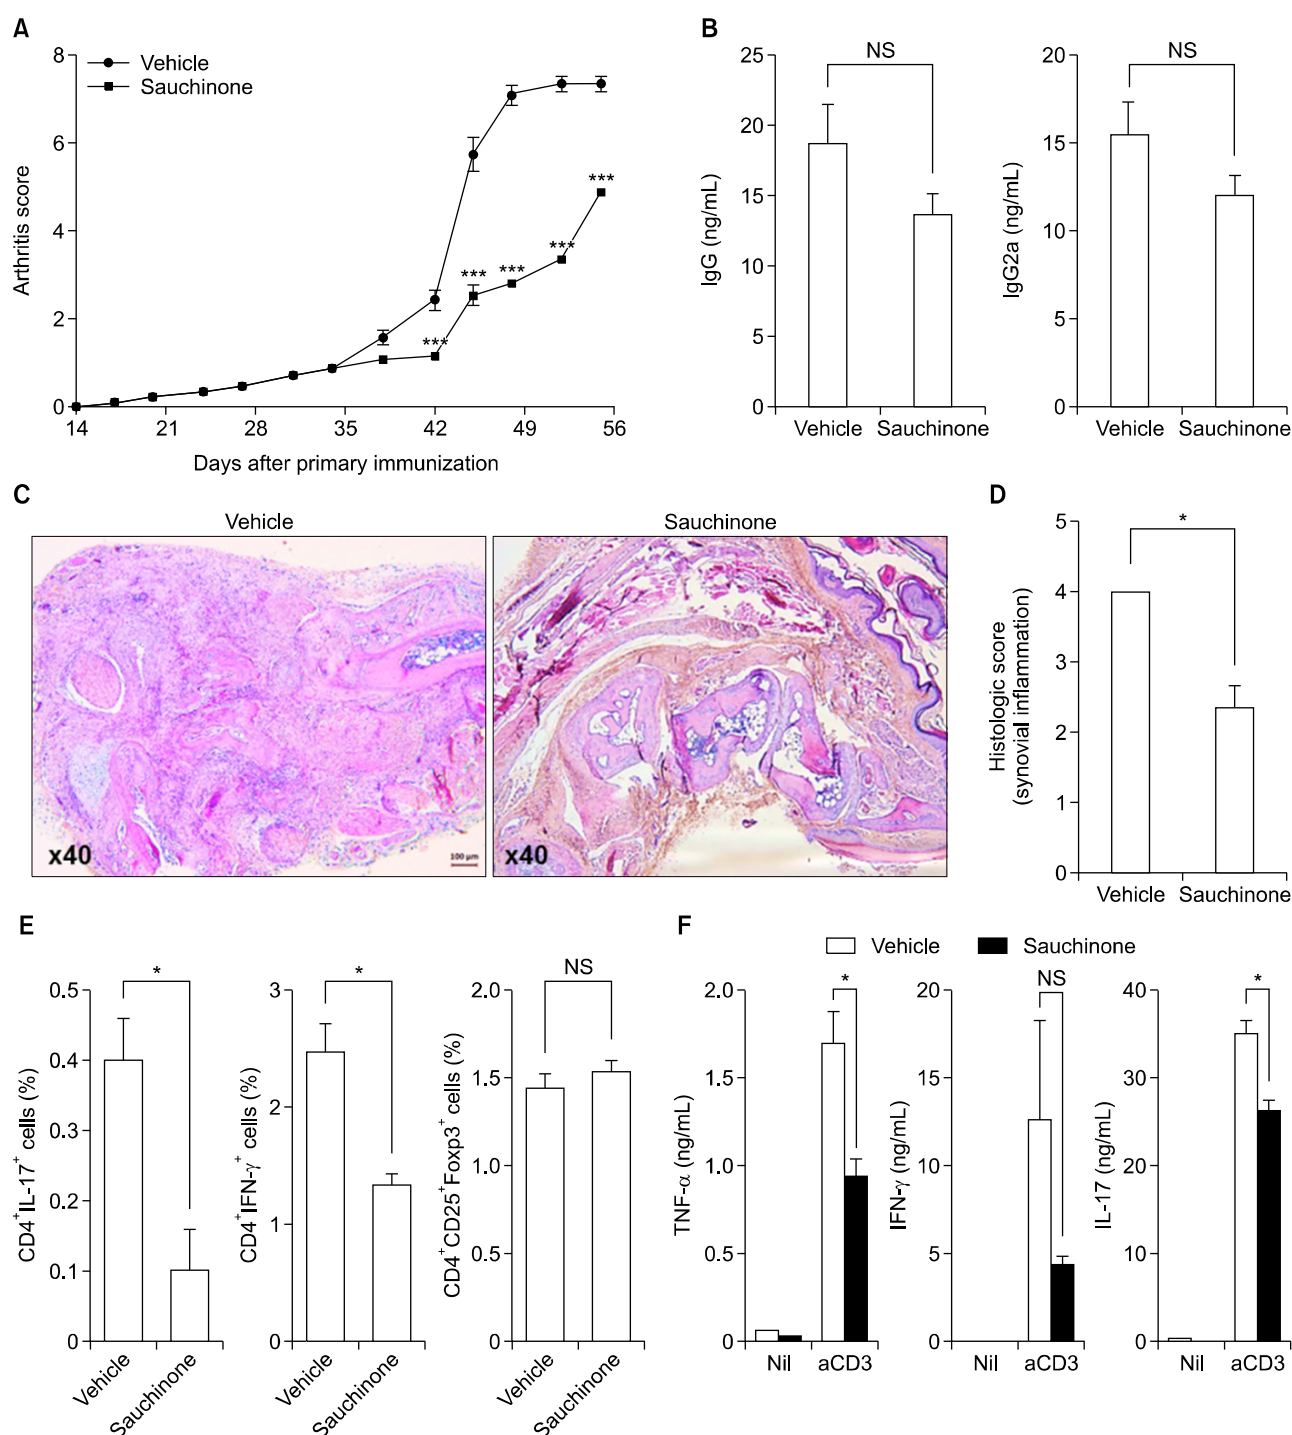 A
8
6
4
2
0
Vehicle
Sauchinone
Arthritis score
***
***
***
***
***
14 21 28 35 42 49 56
Days after primary immunization
B
NS
25
20
15
10
5
0
IgG (ng/mL)
Vehicle Sauchinone
NS
20
15
10
5
0
IgG2a (ng/mL)
Vehicle Sauchinone
C
Vehicle
x40
100 µm
Sauchinone
x40
D
*
5
4
3
2
1
0
Histologic score
(synovial inflammation)
Vehicle Sauchinone
E
*
0.5
0.4
0.3
0.2
0.1
0
CD4⁺IL-17⁺ cells (%)
Vehicle
Sauchinone
*
3
2
1
0
CD4⁺IFN-γ⁺ cells (%)
Vehicle
Sauchinone
NS
2.0
1.5
1.0
0.5
0
CD4⁺CD25⁺Foxp3⁺ cells (%)
Vehicle
Sauchinone
F
Vehicle Sauchinone
*
2.0
1.5
1.0
0.5
0
TNF-α (ng/mL)
Nil aCD3
NS
20
15
10
5
0
IFN-γ (ng/mL)
Nil aCD3
*
40
30
20
10
0
IL-17 (ng/mL)
Nil aCD3